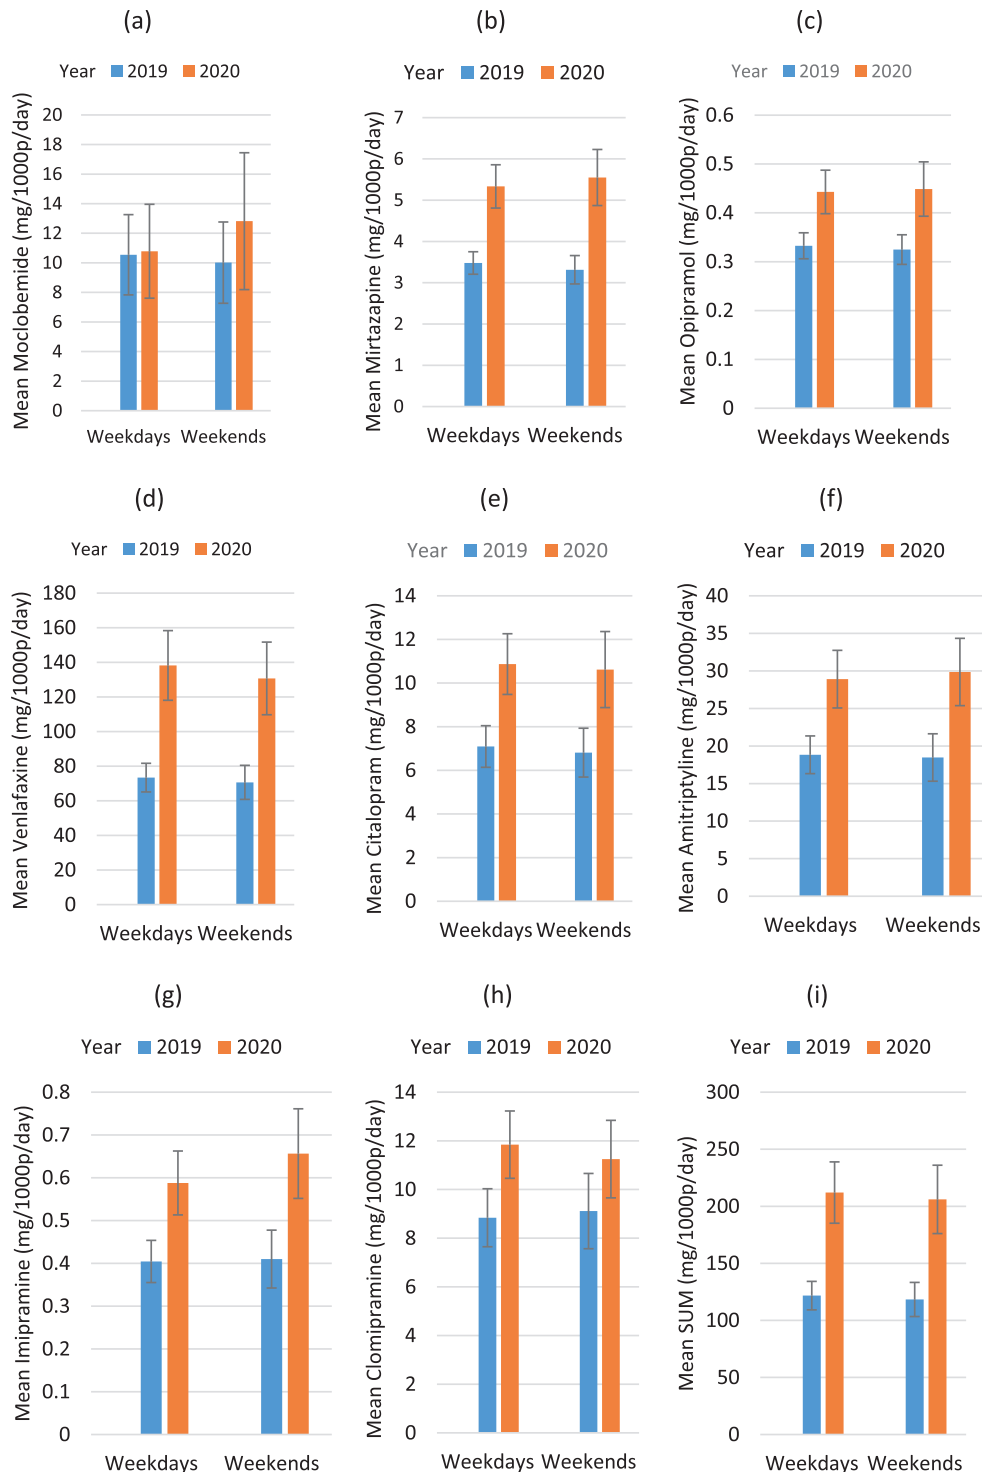 (a)
Year 2019 2020
Mean Moclobemide (mg/1000p/day)
20
18
16
14
12
10
8
6
4
2
0
Weekdays Weekends
(b)
Year 2019 2020
Mean Mirtazapine (mg/1000p/day)
7
6
5
4
3
2
1
0
Weekdays Weekends
(c)
Year 2019 2020
Mean Opipramol (mg/1000p/day)
0.6
0.5
0.4
0.3
0.2
0.1
0
Weekdays Weekends
(d)
Year 2019 2020
Mean Venlafaxine (mg/1000p/day)
180
160
140
120
100
80
60
40
20
0
Weekdays Weekends
(e)
Year 2019 2020
Mean Citalopram (mg/1000p/day)
14
12
10
8
6
4
2
0
Weekdays Weekends
(f)
Year 2019 2020
Mean Amitriptyline (mg/1000p/day)
40
35
30
25
20
15
10
5
0
Weekdays Weekends
(g)
Year 2019 2020
Mean Imipramine (mg/1000p/day)
0.8
0.7
0.6
0.5
0.4
0.3
0.2
0.1
0
Weekdays Weekends
(h)
Year 2019 2020
Mean Clomipramine (mg/1000p/day)
14
12
10
8
6
4
2
0
Weekdays Weekends
(i)
Year 2019 2020
Mean SUM (mg/1000p/day)
300
250
200
150
100
50
0
Weekdays Weekends